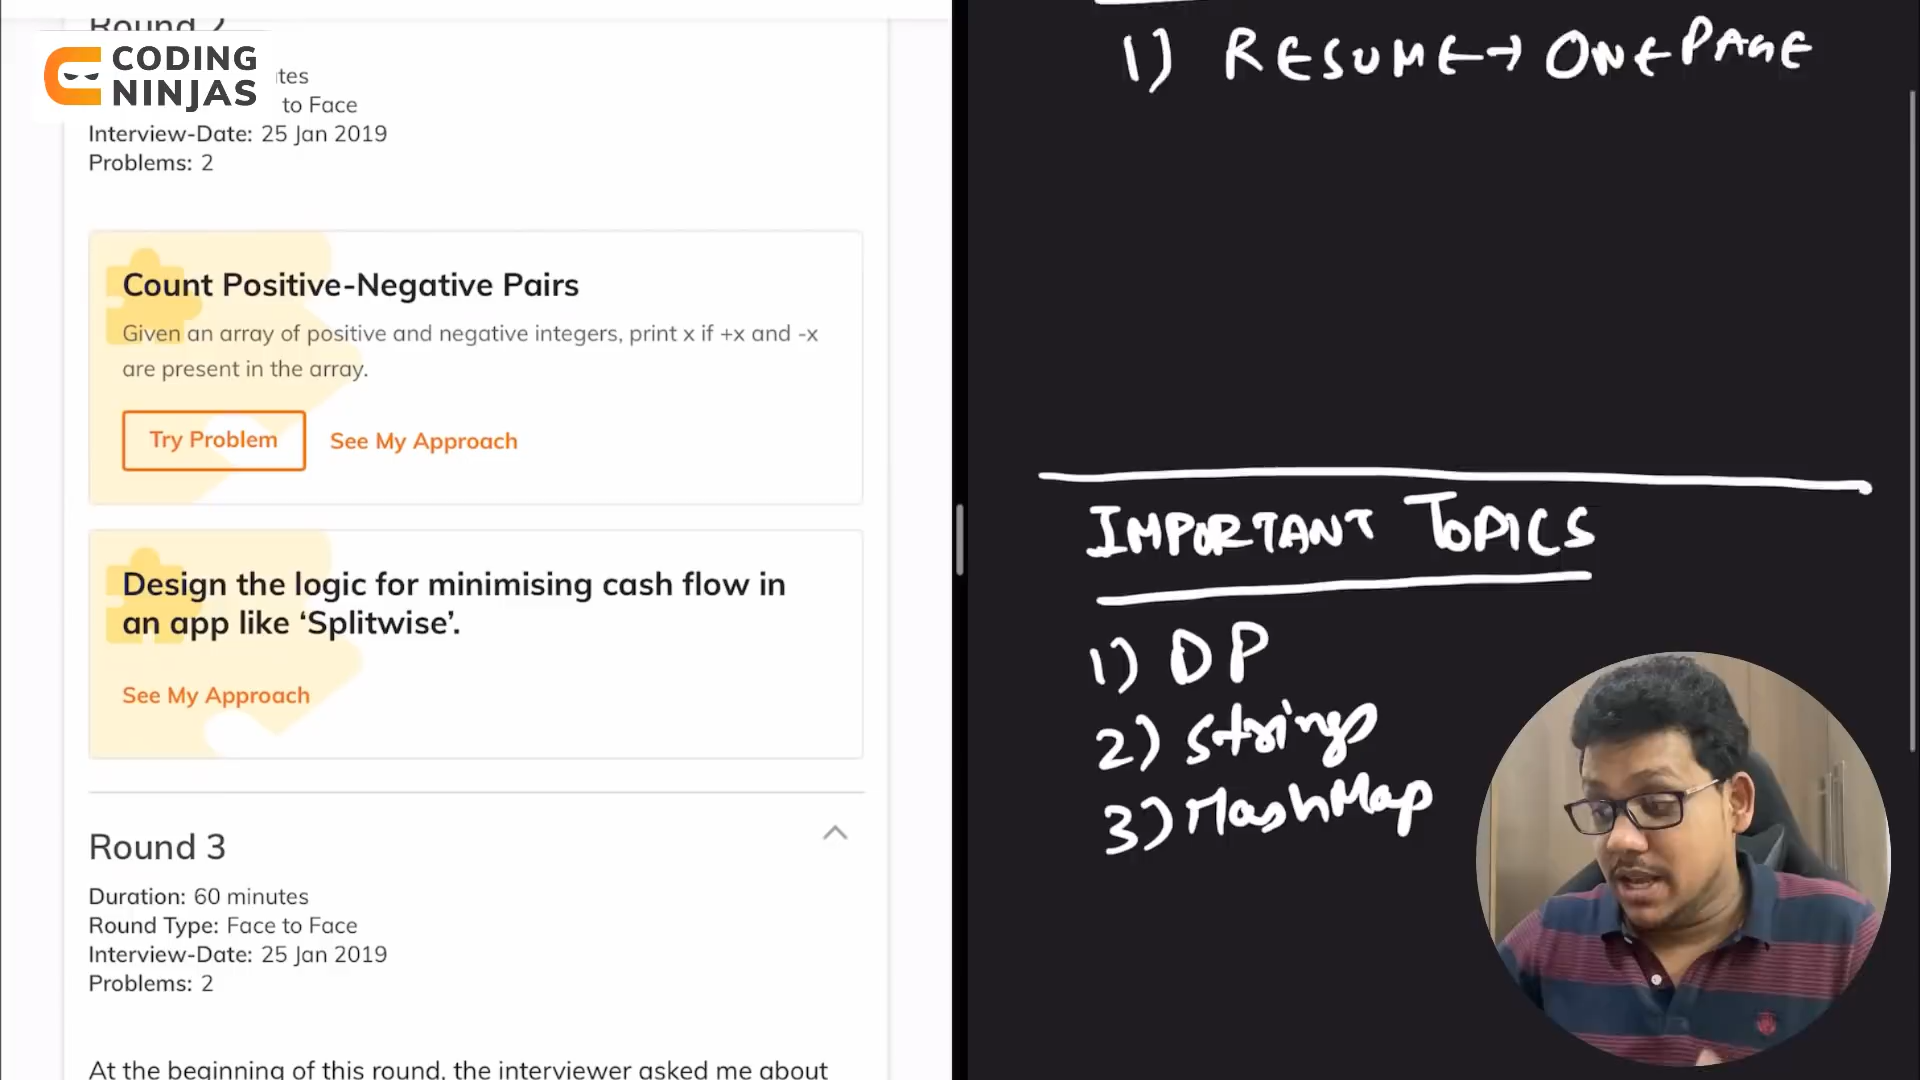 Round 2
CODING
NINJAS
tes
to Face
Interview-Date: 25 Jan 2019
Problems: 2
Count Positive-Negative Pairs
Given an array of positive and negative integers, print x if +x and -x
are present in the array.
Try Problem See My Approach
Design the logic for minimising cash flow in
an app like ‘Splitwise’.
See My Approach
Round 3
Duration: 60 minutes
Round Type: Face to Face
Interview-Date: 25 Jan 2019
Problems: 2
At the beginning of this round, the interviewer asked me about
1) RESUME → ONE PAGE
IMPORTANT TOPICS
1) DP
2) Strings
3) HashMap